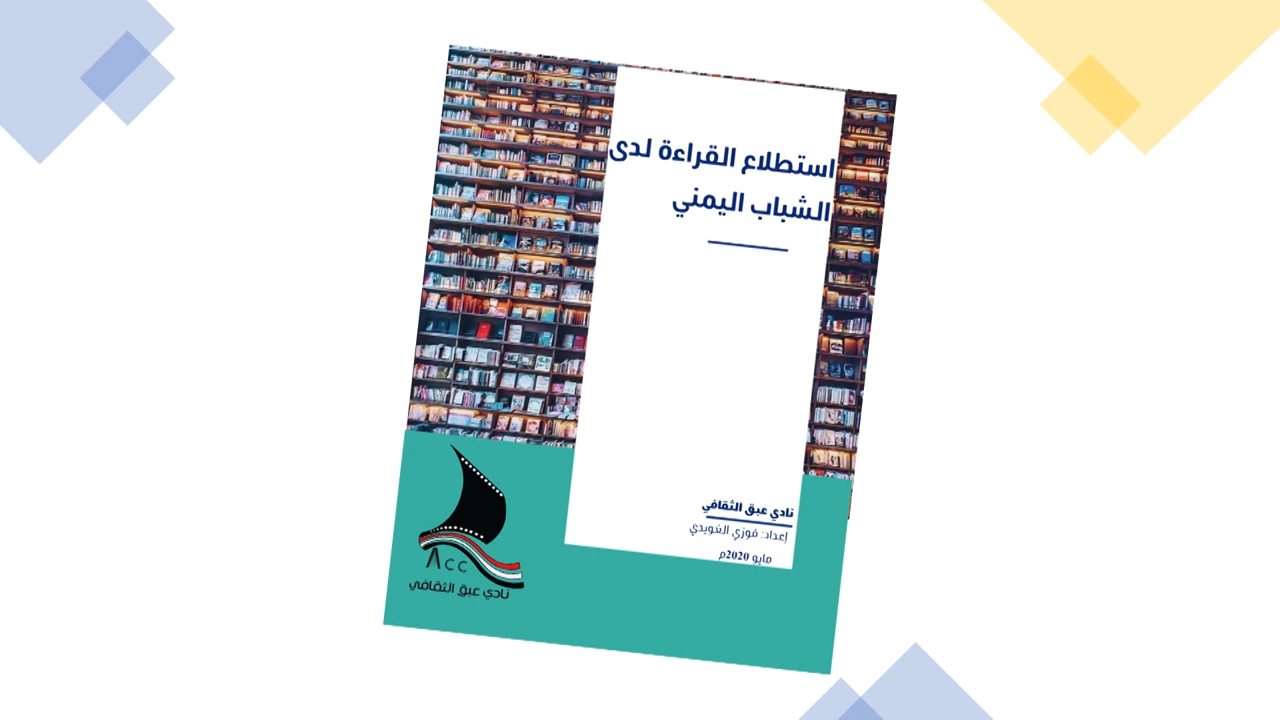 استطلاع القراءة لدى
الشباب اليمني
نادي عبق الثقافي
إعداد: فوزي الغويدي
مايو 2020م
Acc
نادي عبق الثقافي